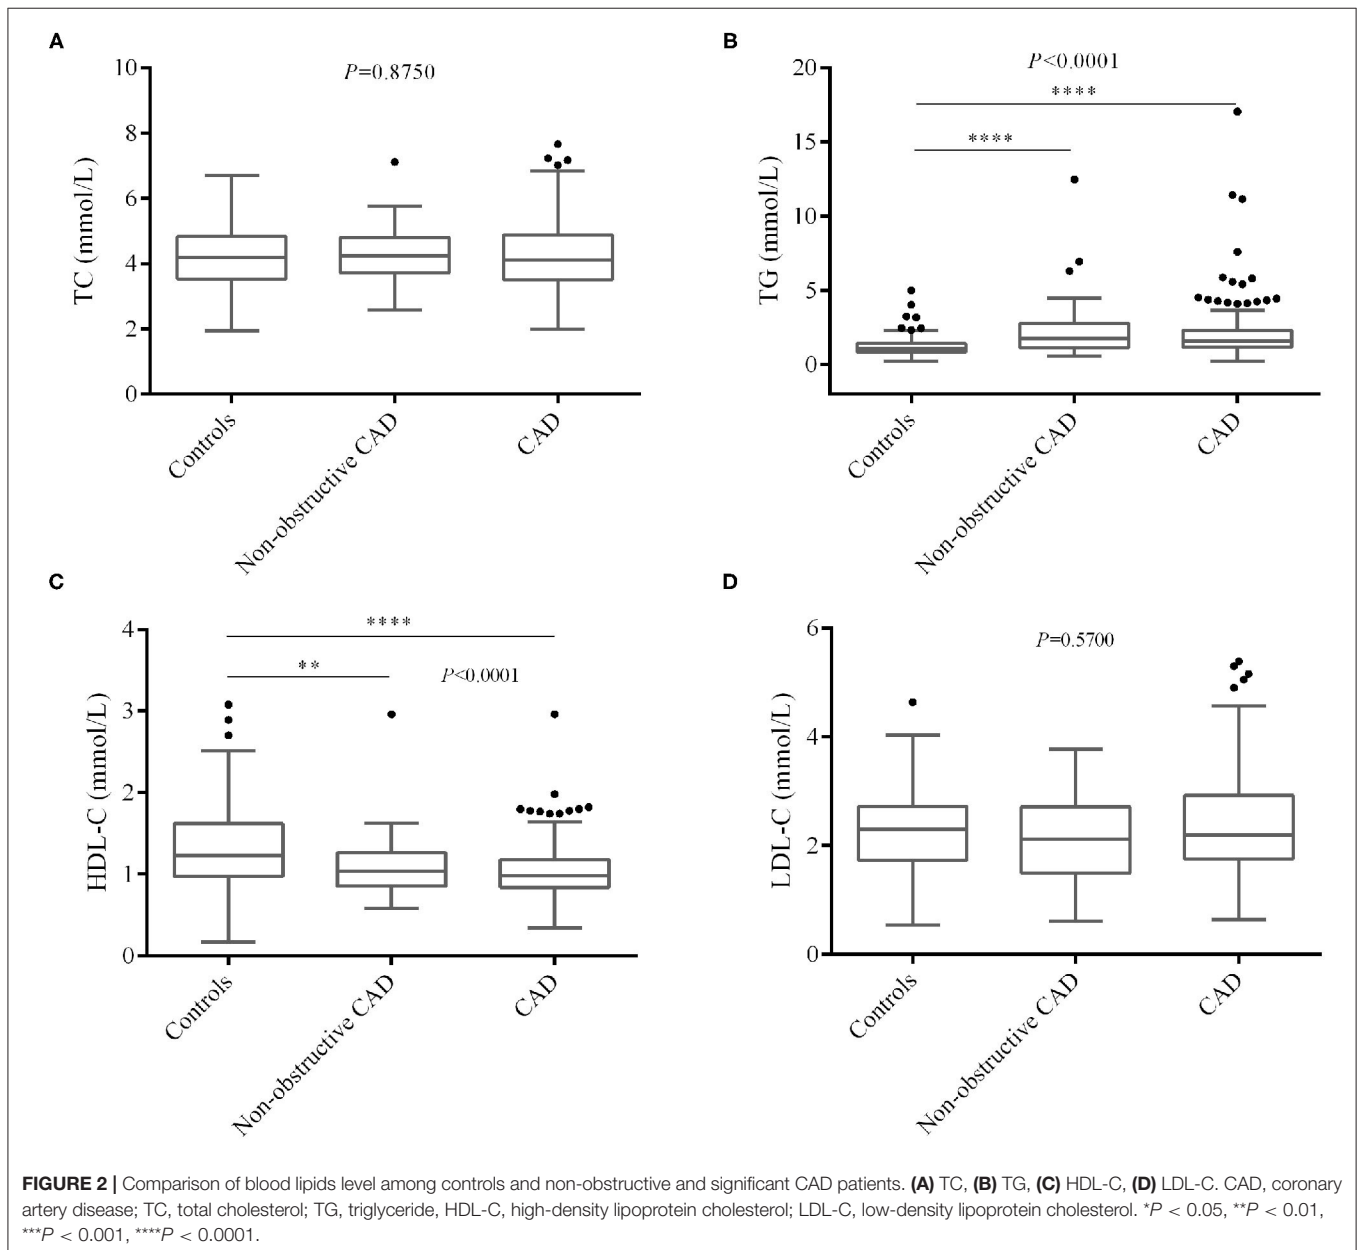 A
P=0.8750
10
8
6
4
2
0
TC (mmol/L)
Controls
Non-obstructive CAD
CAD
B
P<0.0001
****
****
20
15
10
5
0
TG (mmol/L)
Controls
Non-obstructive CAD
CAD
C
****
**
P<0.0001
4
3
2
1
0
HDL-C (mmol/L)
Controls
Non-obstructive CAD
CAD
D
P=0.5700
6
4
2
0
LDL-C (mmol/L)
Controls
Non-obstructive CAD
CAD
FIGURE 2 | Comparison of blood lipids level among controls and non-obstructive and significant CAD patients. (A) TC, (B) TG, (C) HDL-C, (D) LDL-C. CAD, coronary
artery disease; TC, total cholesterol; TG, triglyceride, HDL-C, high-density lipoprotein cholesterol; LDL-C, low-density lipoprotein cholesterol. *P < 0.05, **P < 0.01,
***P < 0.001, ****P < 0.0001.